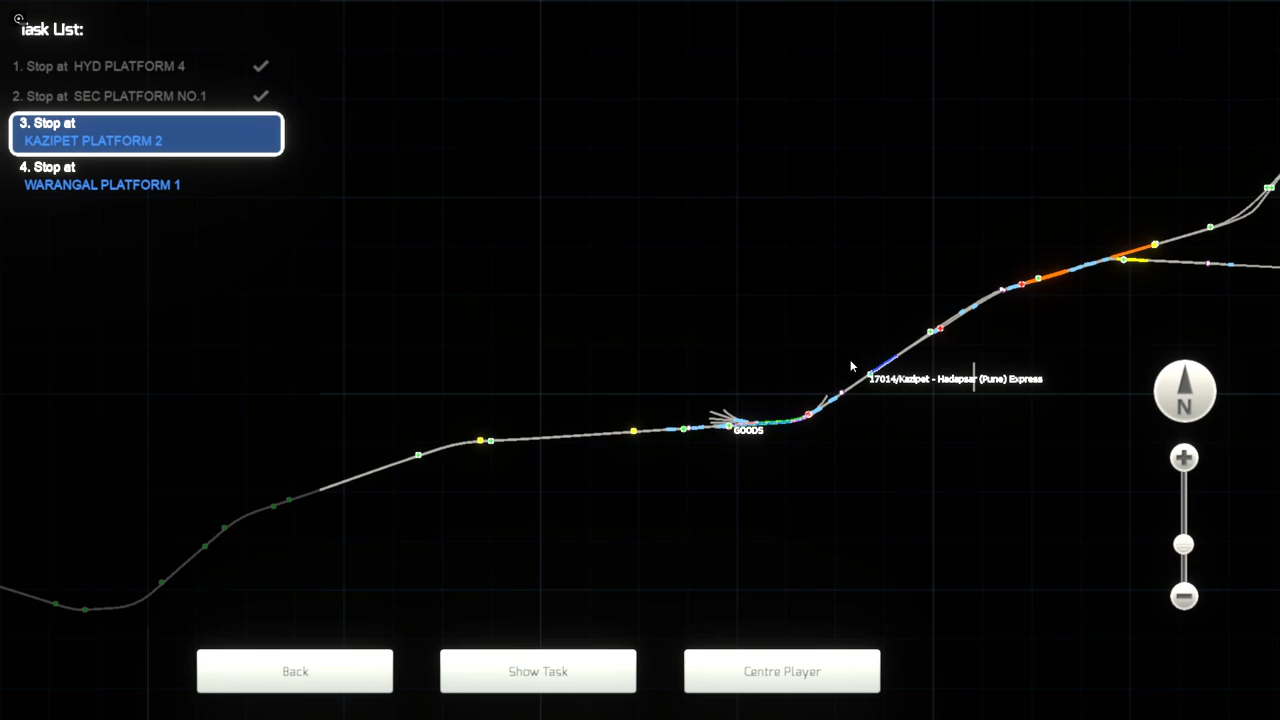 Task List:
1. Stop at HYD PLATFORM 4
2. Stop at SEC PLATFORM NO.1
3. Stop at
KAZIPET PLATFORM 2
4. Stop at
WARANGAL PLATFORM 1
17014/Kazipet - Hadapsar (Pune) Express
GOODS
N
Back
Show Task
Centre Player